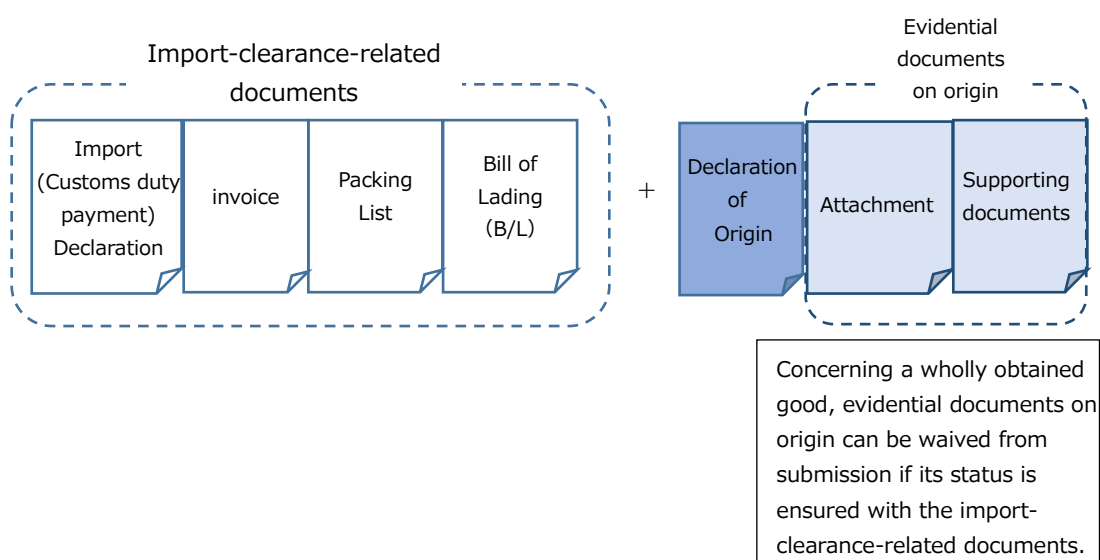 Import-clearance-related
documents
Import
(Customs duty
payment)
Declaration
invoice
Packing
List
Bill of
Lading
(B/L)
+
Evidential
documents
on origin
Declaration
of
Origin
Attachment
Supporting
documents
Concerning a wholly obtained
good, evidential documents on
origin can be waived from
submission if its status is
ensured with the import-
clearance-related documents.